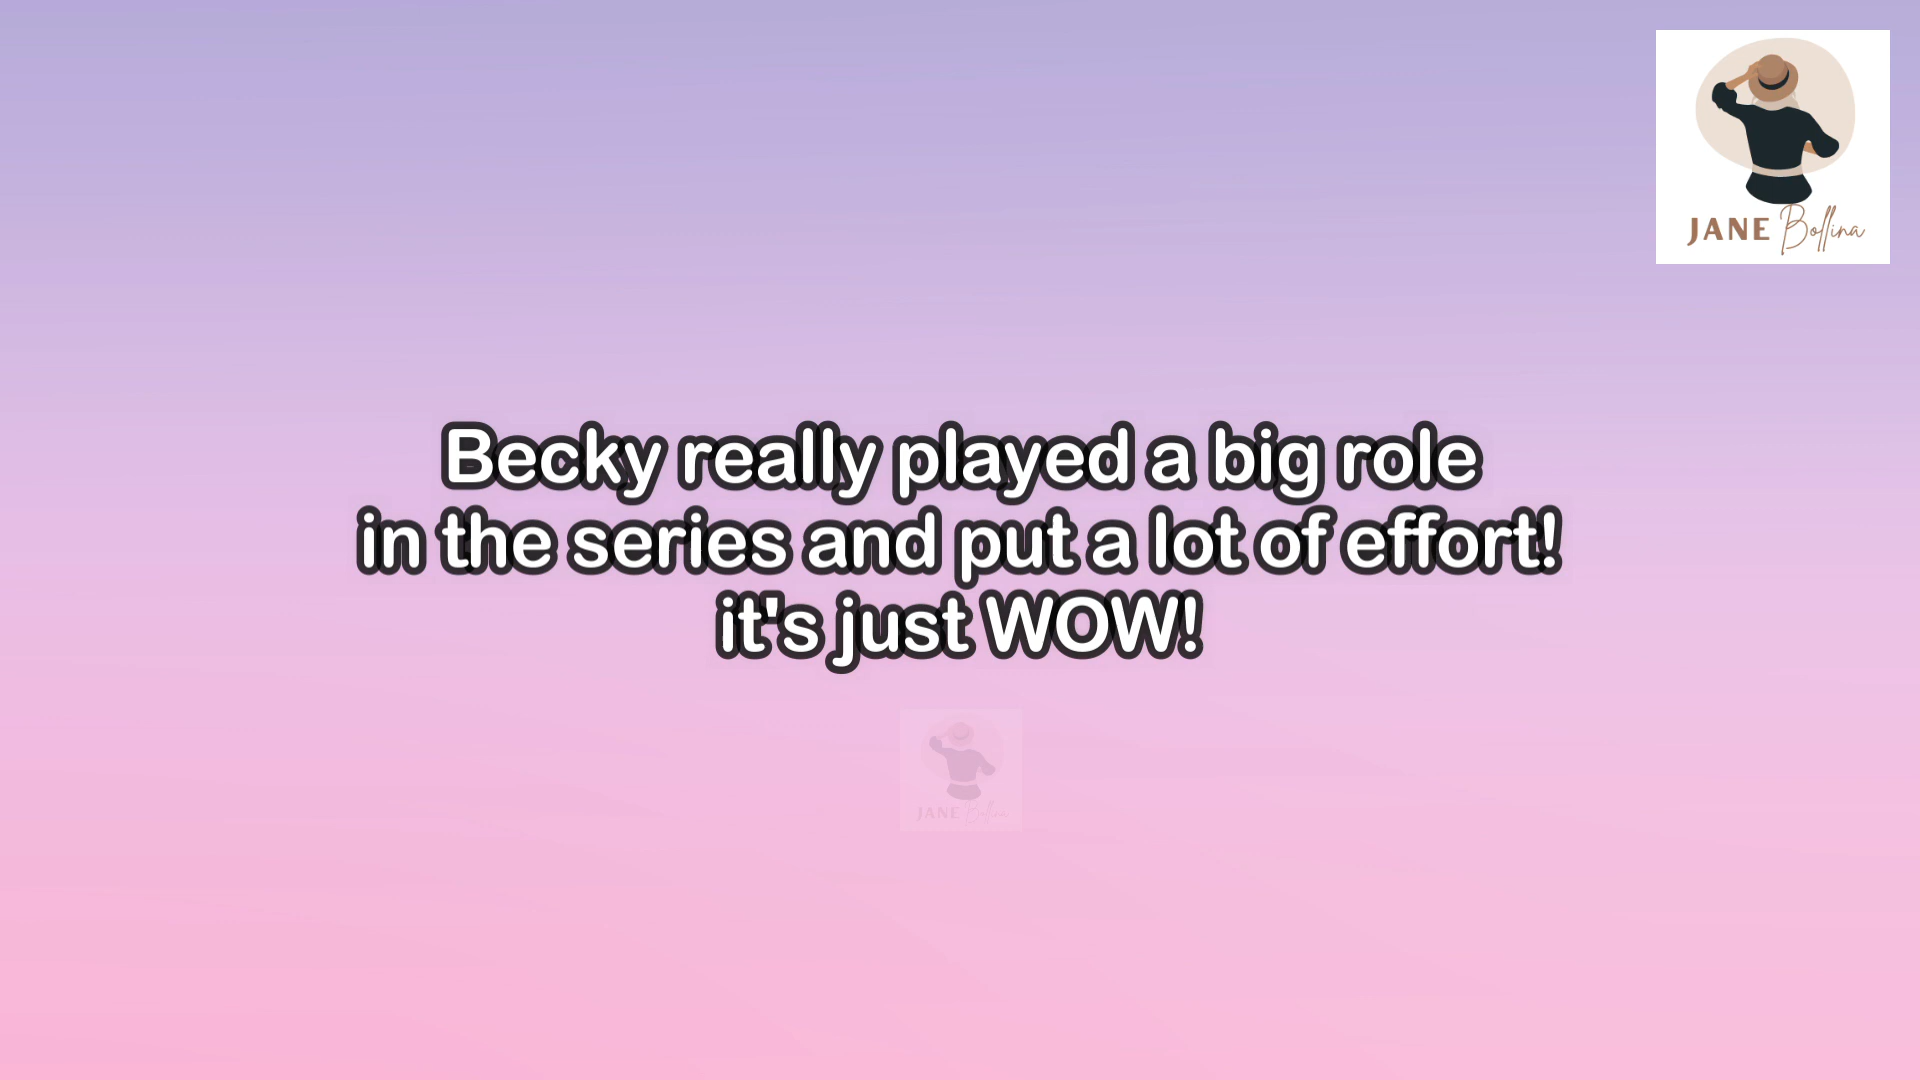 JANE Bollina
Becky really played a big role
in the series and put a lot of effort!
it's just WOW!
JANE Bollina